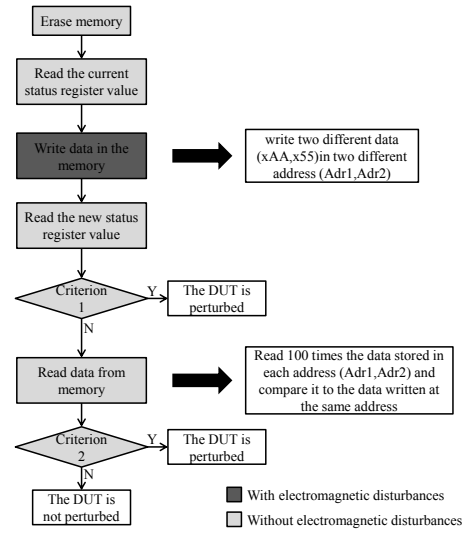 Erase memory
Read the current
status register value
Write data in the
memory
write two different data
(xAA,x55)in two different
address (Adr1,Adr2)
Read the new status
register value
Criterion
1
Y
The DUT is
perturbed
N
Read data from
memory
Read 100 times the data stored in
each address (Adr1,Adr2) and
compare it to the data written at
the same address
Criterion
2
Y
The DUT is
perturbed
N
The DUT is
not perturbed
With electromagnetic disturbances
Without electromagnetic disturbances